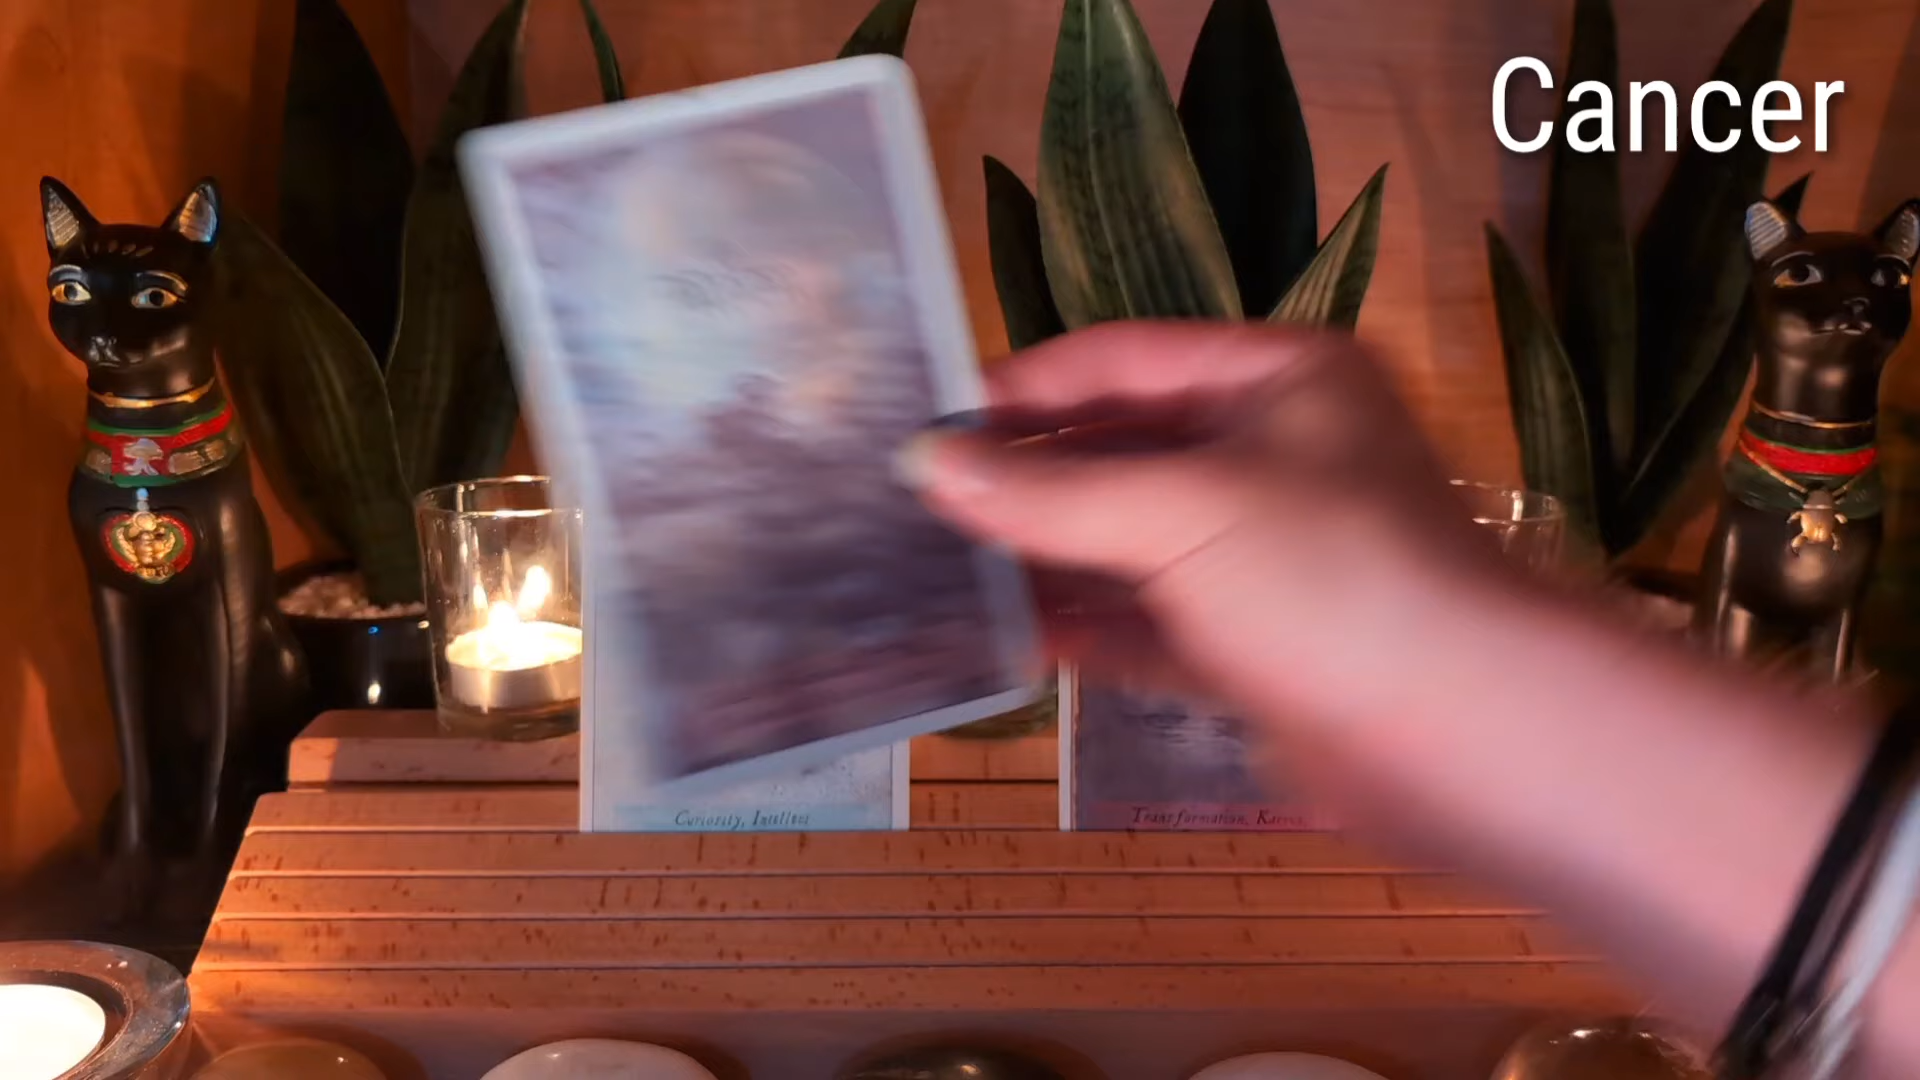 Cancer
Curiosity, Intellect
Transformation, Karma,